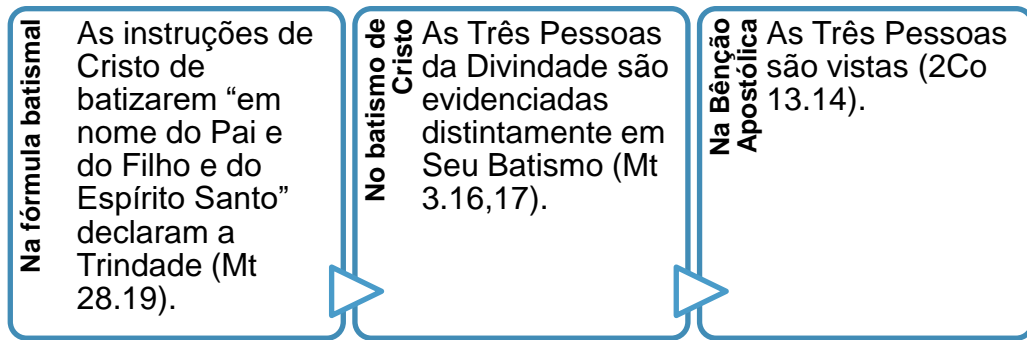 Na fórmula batismal
As instruções de
Cristo de
batizarem “em
nome do Pai e
do Filho e do
Espírito Santo”
declaram a
Trindade (Mt
28.19).
No batismo de
Cristo
As Três Pessoas
da Divindade são
evidenciadas
distintamente em
Seu Batismo (Mt
3.16,17).
Na Bênção
Apostólica
As Três Pessoas
são vistas (2Co
13.14).